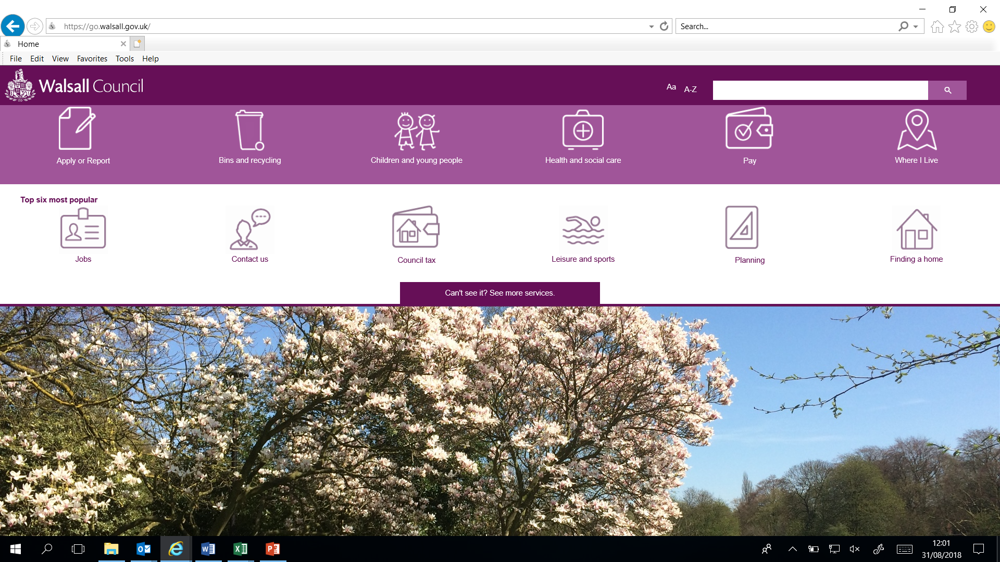 https://go.walsall.gov.uk/
Search...
Home
File Edit View Favorites Tools Help
Walsall Council
Aa A-Z
Apply or Report
Bins and recycling
Children and young people
Health and social care
Pay
Where I Live
Top six most popular
Jobs
Contact us
Council tax
Leisure and sports
Planning
Finding a home
Can't see it? See more services.
12:01
31/08/2018